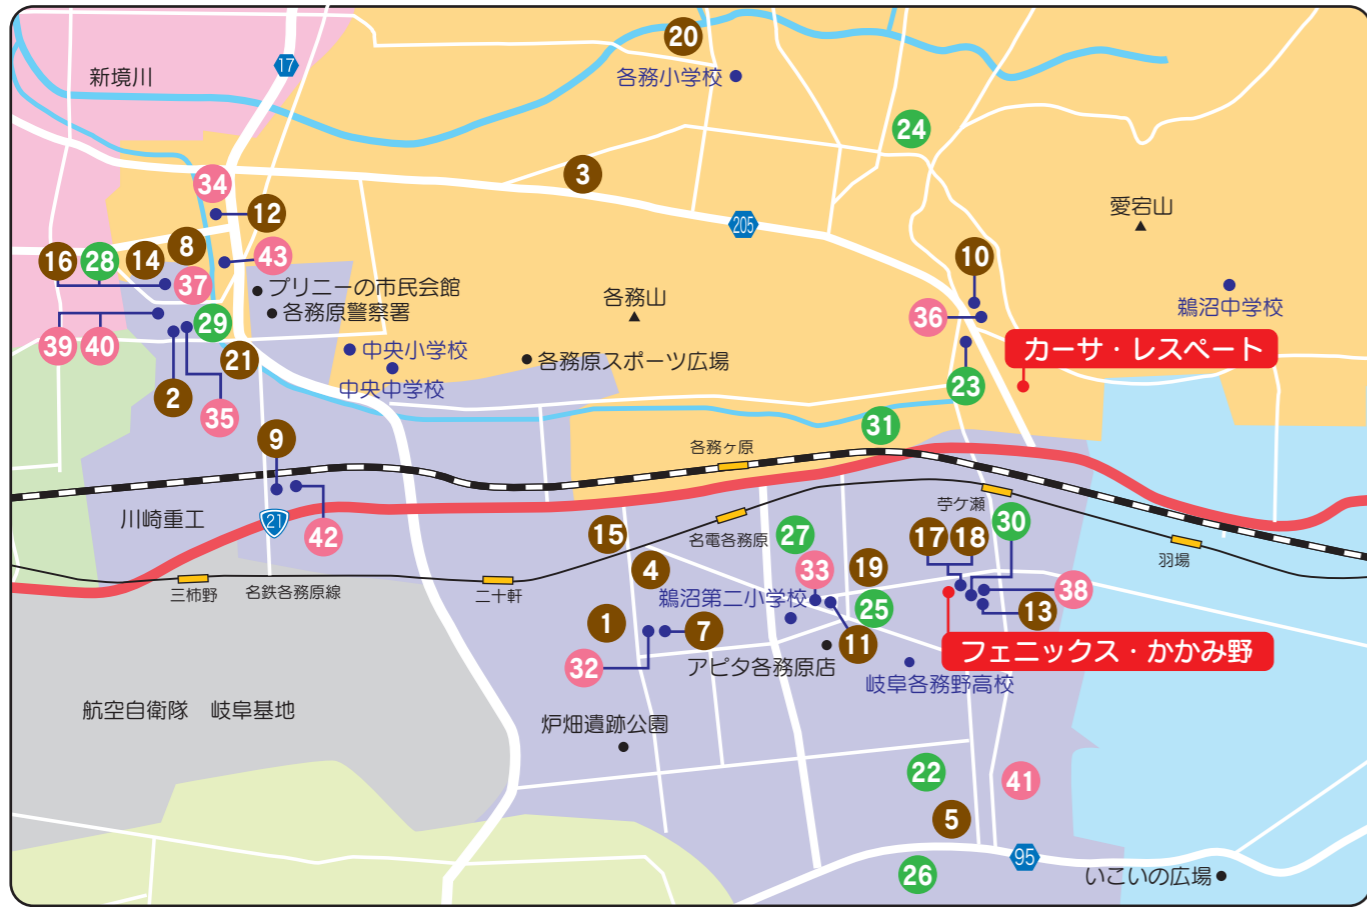 20
17
新境川
各務小学校
24
3
34
12
205
愛宕山
8
43
10
16
28
14
37
プリニーの市民会館
各務山
鵜沼中学校
各務原警察署
36
29
39
40
中央小学校
カーサ・レスペート
21
各務原スポーツ広場
中央中学校
23
2
35
31
9
各務ヶ原
苧ケ瀬
川崎重工
21
42
15
名電各務原
27
17
18
30
羽場
4
33
19
三柿野
名鉄各務原線
二十軒
鵜沼第二小学校
38
25
13
1
7
11
フェニックス・かかみ野
32
アピタ各務原店
岐阜各務野高校
航空自衛隊 岐阜基地
炉畑遺跡公園
22
41
5
95
26
いこいの広場